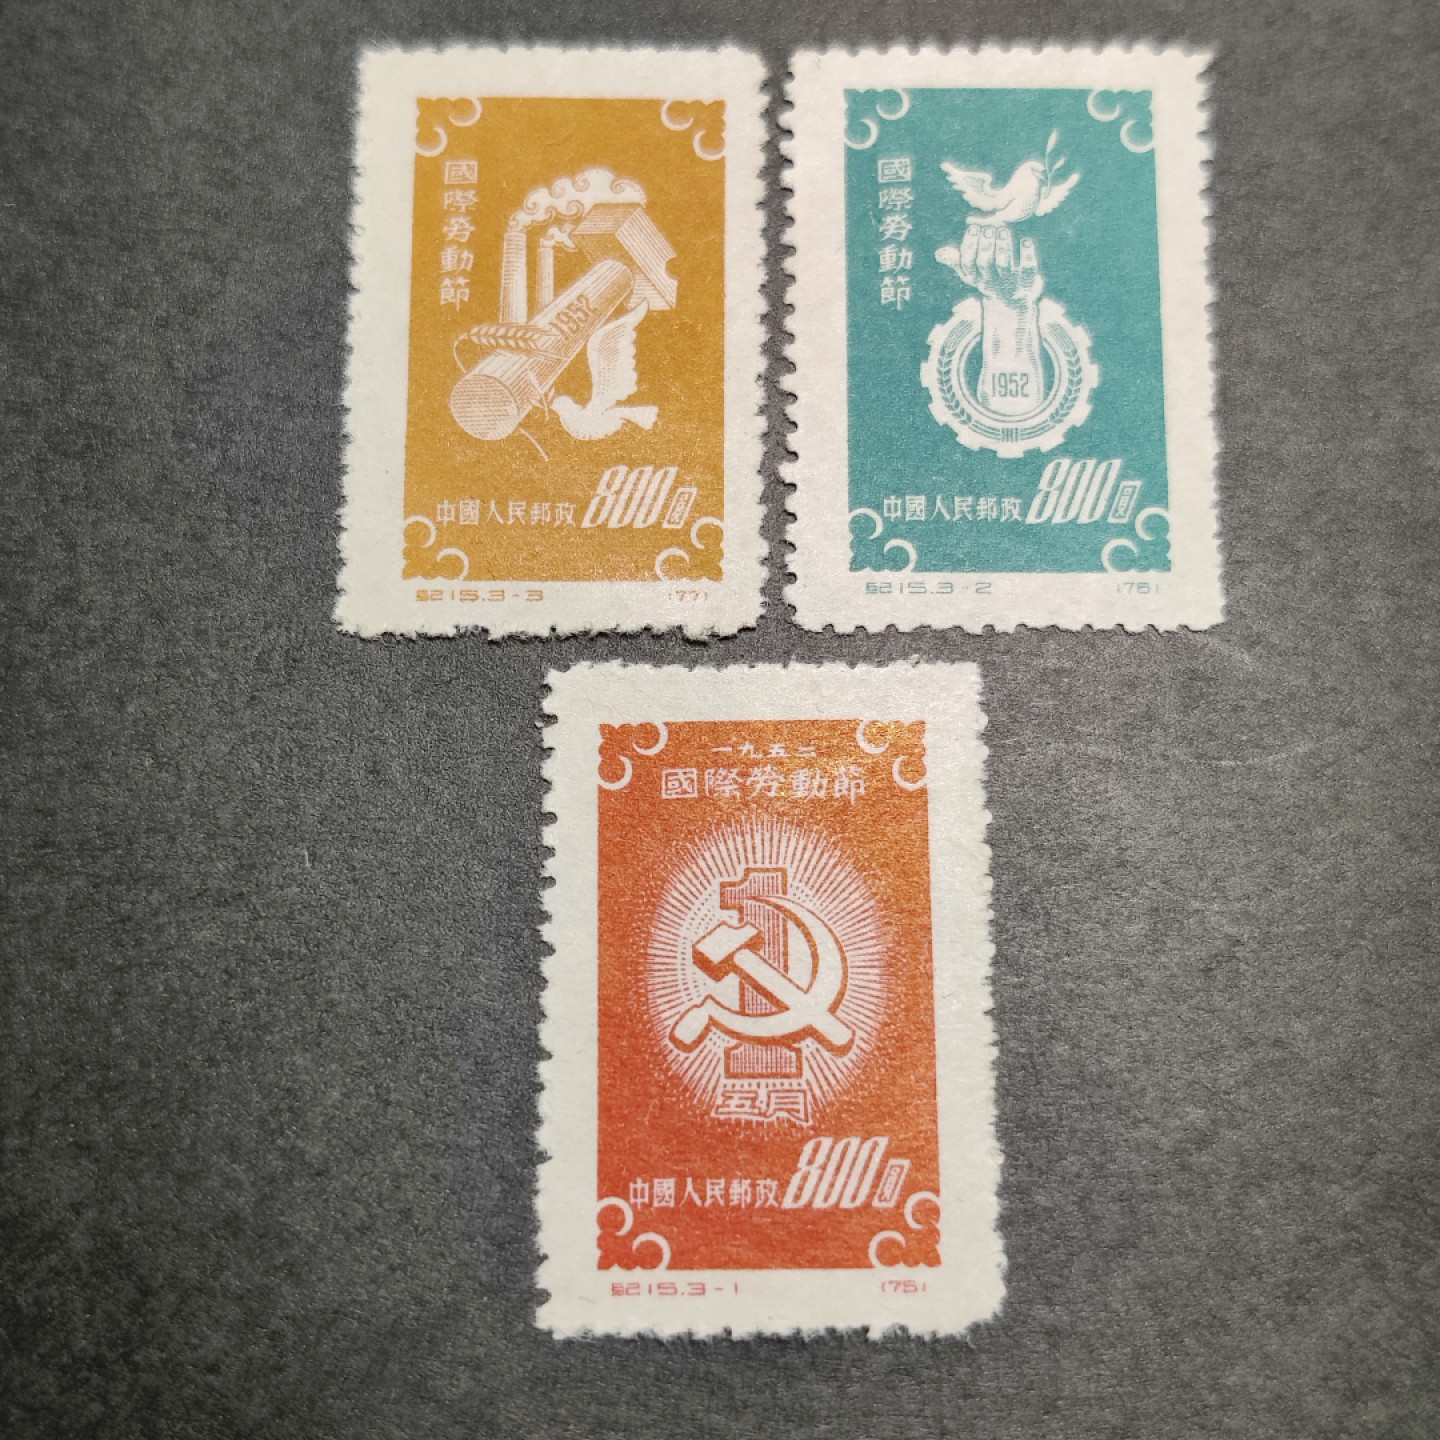 國際勞動節
1952
中國人民郵政 800圓
紀15.3-3 (77)
國際勞動節
1952
中國人民郵政 800圓
紀15.3-2 (76)
一九五二
國際勞動節
1
五月
中國人民郵政 800圓
紀15.3-1 (75)